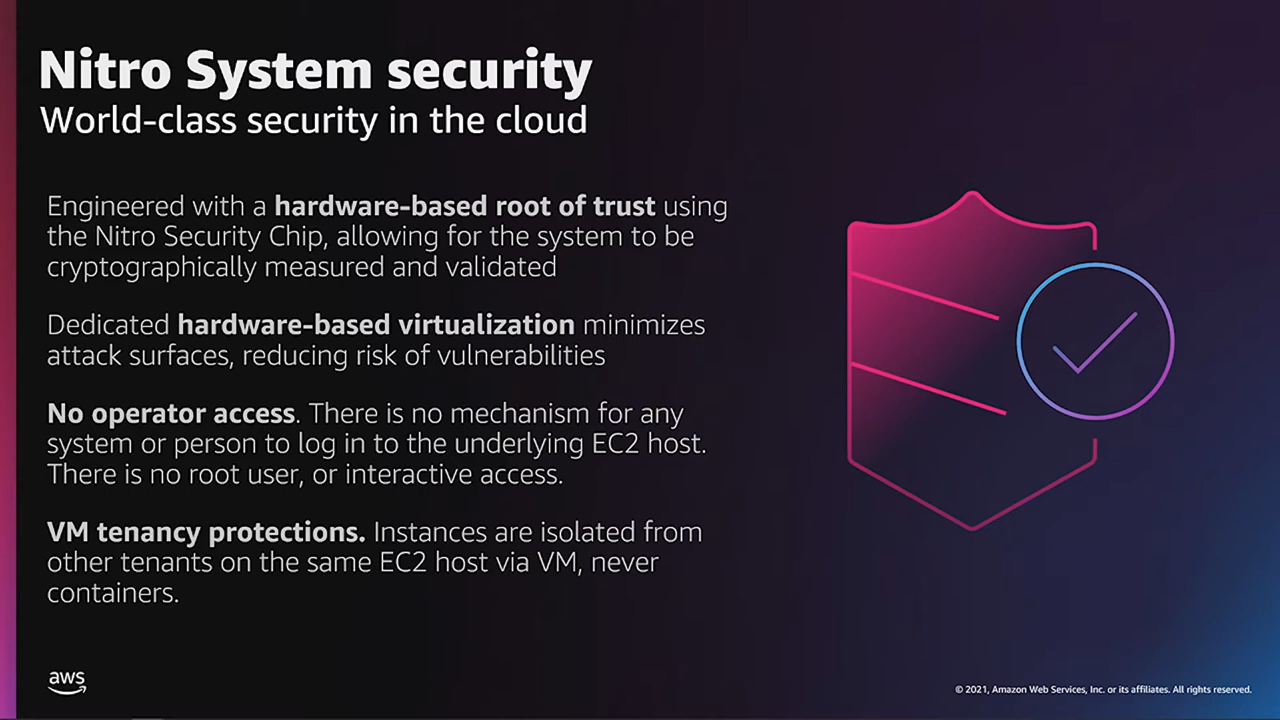 Nitro System security
World-class security in the cloud
Engineered with a hardware-based root of trust using
the Nitro Security Chip, allowing for the system to be
cryptographically measured and validated
Dedicated hardware-based virtualization minimizes
attack surfaces, reducing risk of vulnerabilities
No operator access. There is no mechanism for any
system or person to log in to the underlying EC2 host.
There is no root user, or interactive access.
VM tenancy protections. Instances are isolated from
other tenants on the same EC2 host via VM, never
containers.
aws
© 2021, Amazon Web Services, Inc. or its affiliates. All rights reserved.